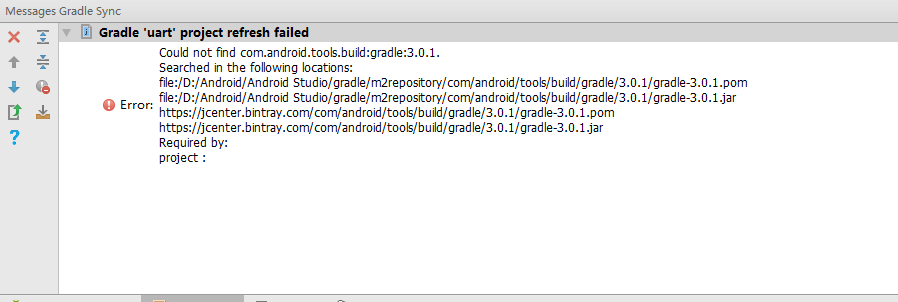 Messages Gradle Sync
Gradle 'uart' project refresh failed
Could not find com.android.tools.build:gradle:3.0.1.
Searched in the following locations:
file:/D:/Android/Android Studio/gradle/m2repository/com/android/tools/build/gradle/3.0.1/gradle-3.0.1.pom
file:/D:/Android/Android Studio/gradle/m2repository/com/android/tools/build/gradle/3.0.1/gradle-3.0.1.jar
Error:
https://jcenter.bintray.com/com/android/tools/build/gradle/3.0.1/gradle-3.0.1.pom
https://jcenter.bintray.com/com/android/tools/build/gradle/3.0.1/gradle-3.0.1.jar
Required by:
project :